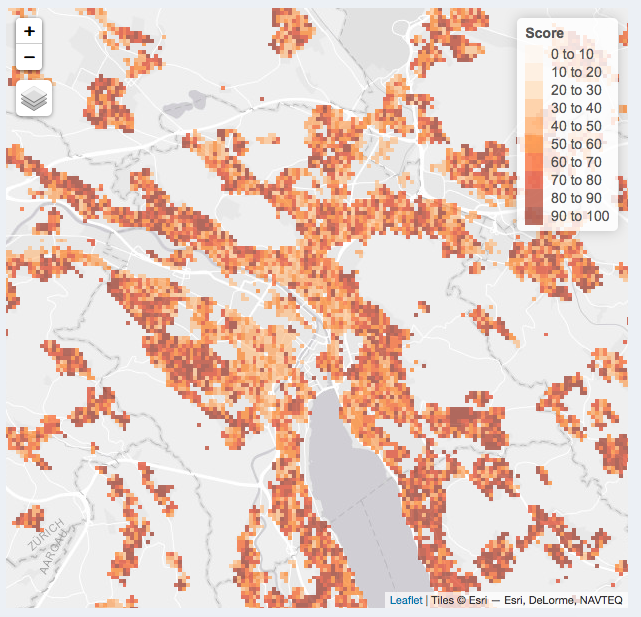 +
−
Score
0 to 10
10 to 20
20 to 30
30 to 40
40 to 50
50 to 60
60 to 70
70 to 80
80 to 90
90 to 100
ZÜRICH
AARGAU
Leaflet | Tiles © Esri — Esri, DeLorme, NAVTEQ